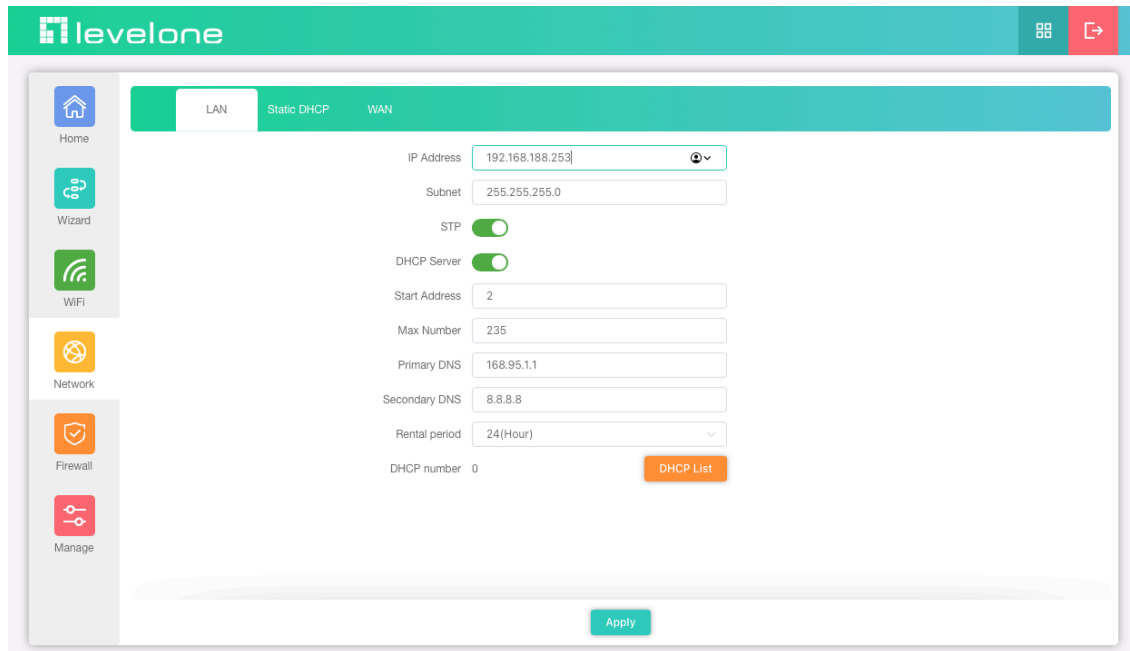 levelone
Home
Wizard
WiFi
Network
Firewall
Manage
LAN Static DHCP WAN
IP Address 192.168.188.253
Subnet 255.255.255.0
STP
DHCP Server
Start Address 2
Max Number 235
Primary DNS 168.95.1.1
Secondary DNS 8.8.8.8
Rental period 24(Hour)
DHCP number 0 DHCP List
Apply